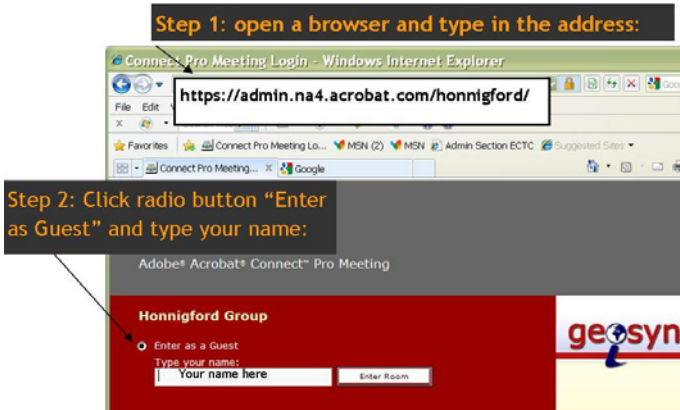 Step 1: open a browser and type in the address:
Connect Pro Meeting Login - Windows Internet Explorer
https://admin.na4.acrobat.com/honnigford/
Goo
File Edit
Favorites Connect Pro Meeting Lo... MSN (2) MSN Admin Section ECTC Suggested Sites
Connect Pro Meeting... X Google
Step 2: Click radio button “Enter
as Guest” and type your name:
Adobe® Acrobat® Connect™ Pro Meeting
Honnigford Group
Enter as a Guest
Type your name:
Your name here Enter Room
geosyn